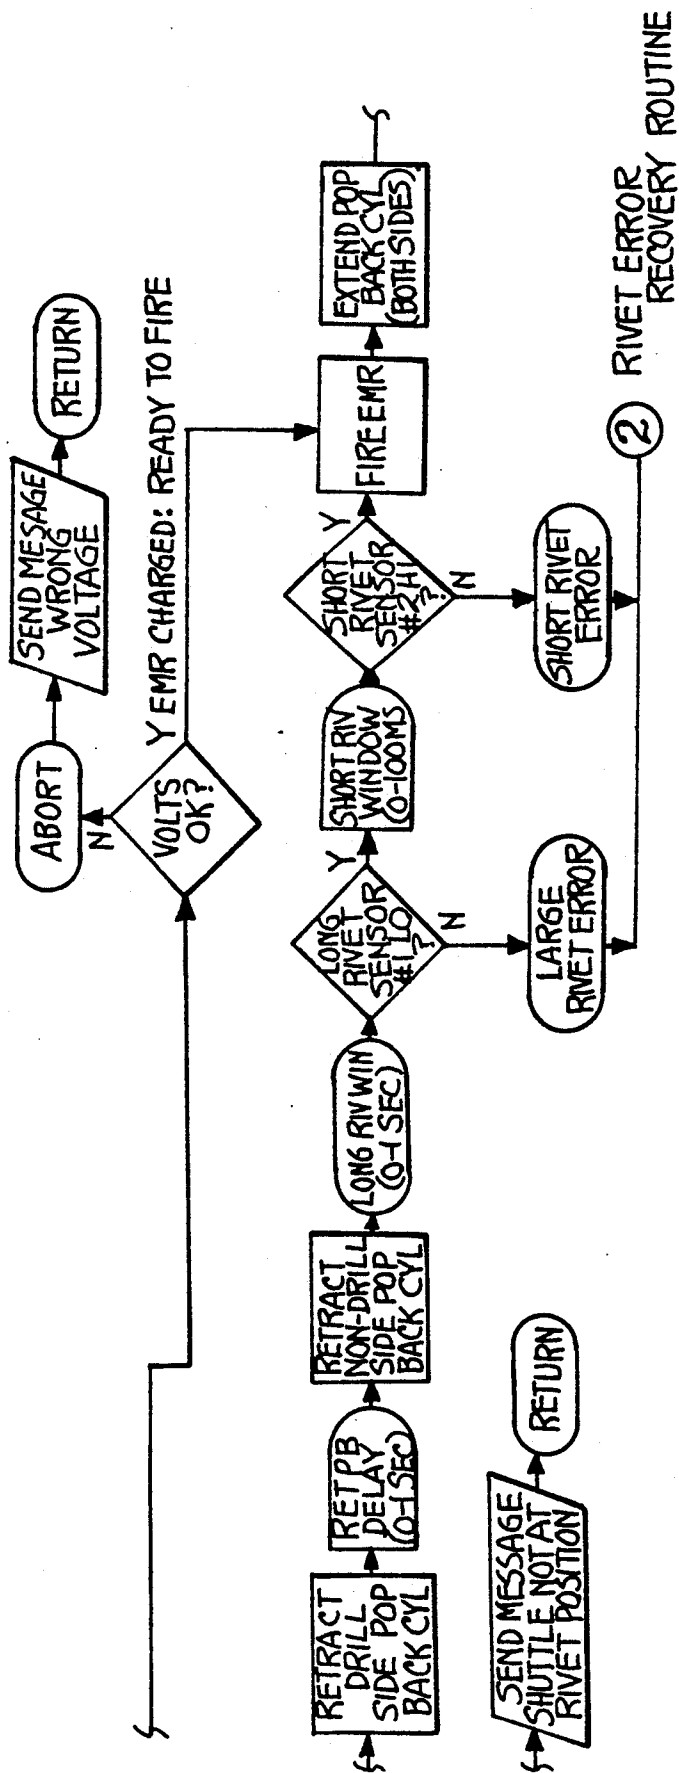 ABORT
SEND MESAGE
WRONG
VOLTAGE
RETURN
N
VOLTS
OK?
Y EMR CHARGED: READY TO FIRE
RETRACT
DRILL
SIDE POP
BACK CYL
RET PB
DELAY
(0-1 SEC)
RETRACT
NON-DRILL
SIDE POP
BACK CYL
LONG RIV WIN
(0-1 SEC)
LONG
RIVET
SENSOR
#1 LO
?
Y
N
SHORT RIV
WINDOW
(0-100MS)
SHORT
RIVET
SENSOR
#2 HI
?
Y
N
FIRE EMR
EXTEND POP
BACK CYL
(BOTH SIDES)
SEND MESSAGE
SHUTTLE NOT AT
RIVET POSITION
RETURN
LARGE
RIVET ERROR
SHORT RIVET
ERROR
2
RIVET ERROR
RECOVERY ROUTINE